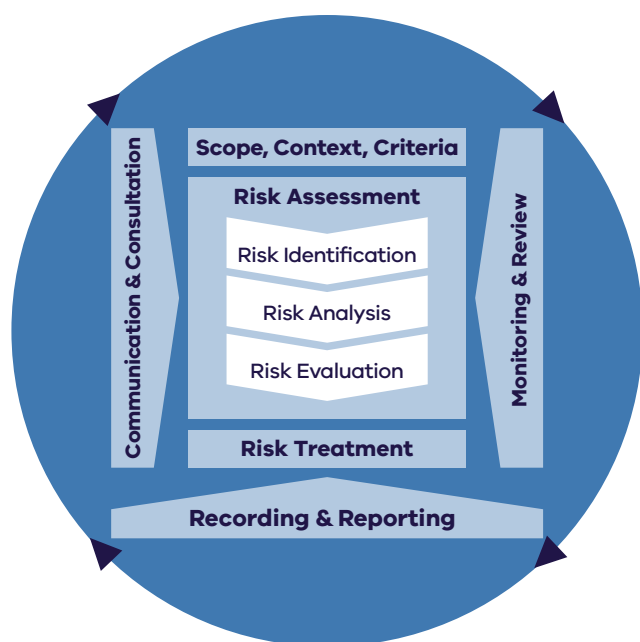 Communication & Consultation
Scope, Context, Criteria
Risk Assessment
Risk Identification
Risk Analysis
Risk Evaluation
Risk Treatment
Monitoring & Review
Recording & Reporting